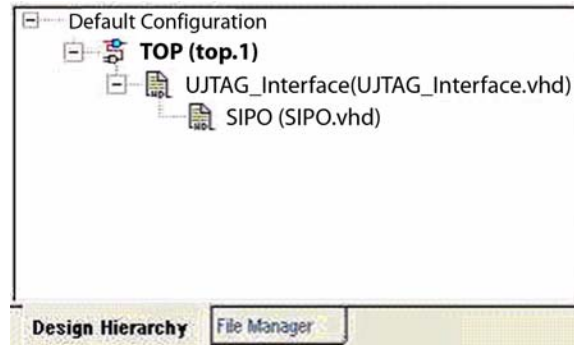 Default Configuration
TOP (top.1)
UJTAG_Interface(UJTAG_Interface.vhd)
SIPO (SIPO.vhd)
Design Hierarchy File Manager